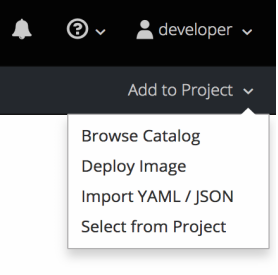 developer
Add to Project
Browse Catalog
Deploy Image
Import YAML / JSON
Select from Project